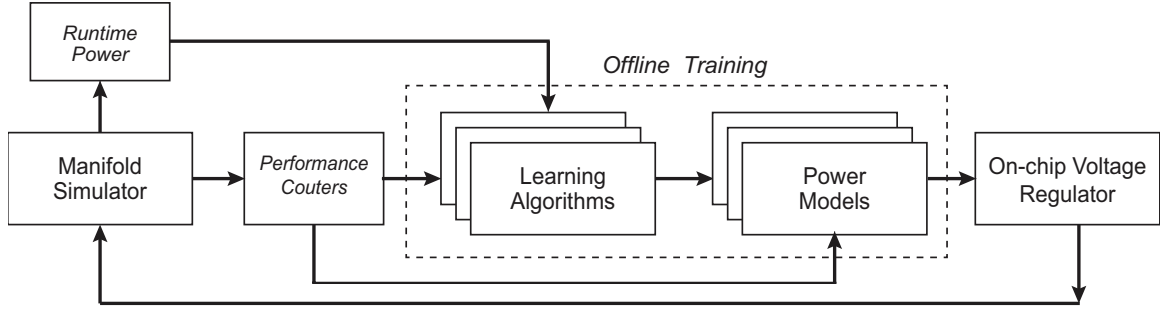 Runtime
Power
Offline Training
Manifold
Simulator
Performance
Couters
Learning
Algorithms
Power
Models
On-chip Voltage
Regulator